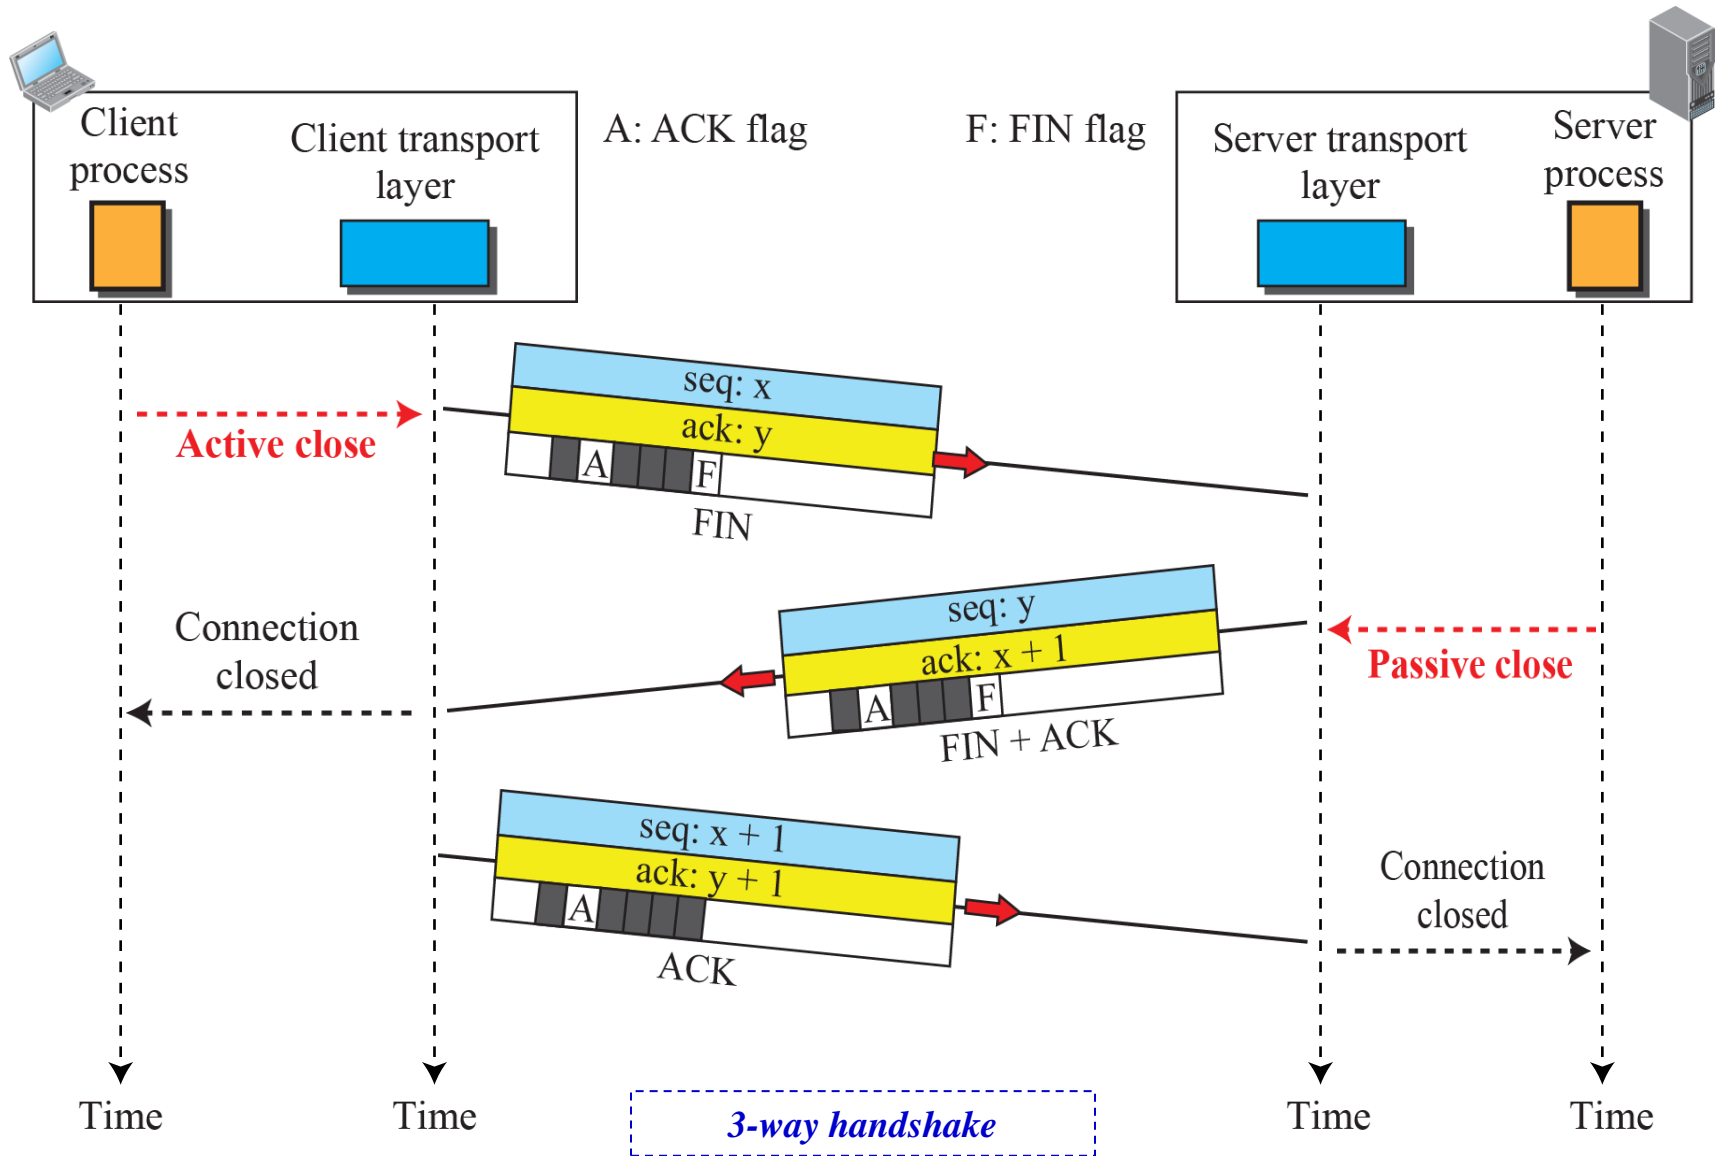 Client
process
Client transport
layer
A: ACK flag
F: FIN flag
Server transport
layer
Server
process
seq: x
ack: y
A
F
FIN
Active close
seq: y
ack: x + 1
A
F
FIN + ACK
Passive close
Connection
closed
seq: x + 1
ack: y + 1
A
ACK
Connection
closed
Time
Time
3-way handshake
Time
Time